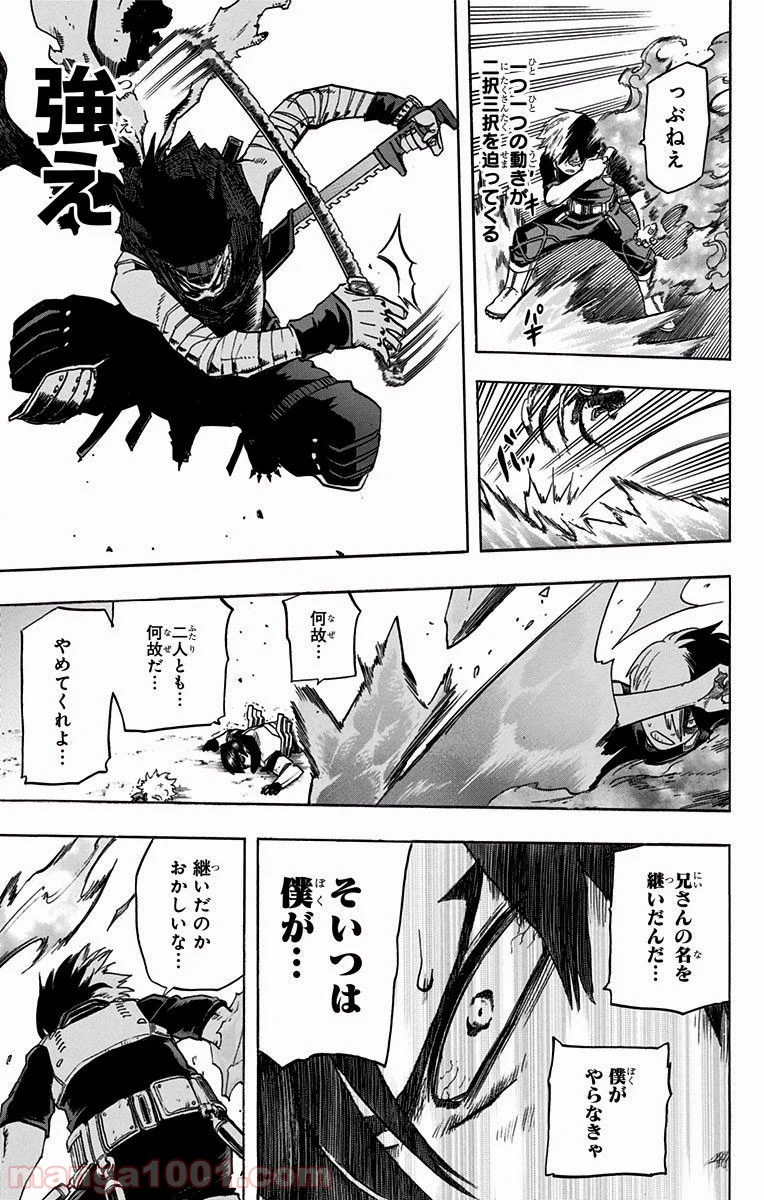 つぶねえ
一つ一つの動きが
二択三択を迫ってくる
バキ
強え
何故…
二人とも…
何故だ…
やめてくれよ…
兄さんの名を
継いだんだ…
僕が
やらなきゃ
そいつは
僕が…
継いだのか
おかしいな…
manga1001.com